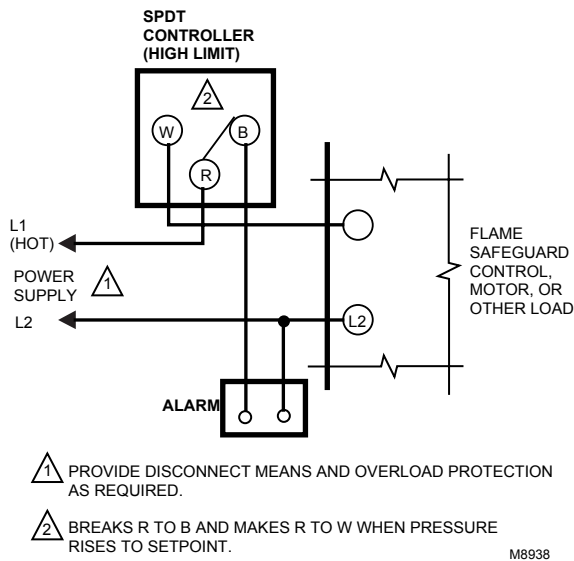 SPDT
CONTROLLER
(HIGH LIMIT)
2
W
B
R
L1
(HOT)
POWER
SUPPLY
1
L2
L2
FLAME
SAFEGUARD
CONTROL,
MOTOR, OR
OTHER LOAD
ALARM
1 PROVIDE DISCONNECT MEANS AND OVERLOAD PROTECTION
AS REQUIRED.
2 BREAKS R TO B AND MAKES R TO W WHEN PRESSURE
RISES TO SETPOINT.
M8938